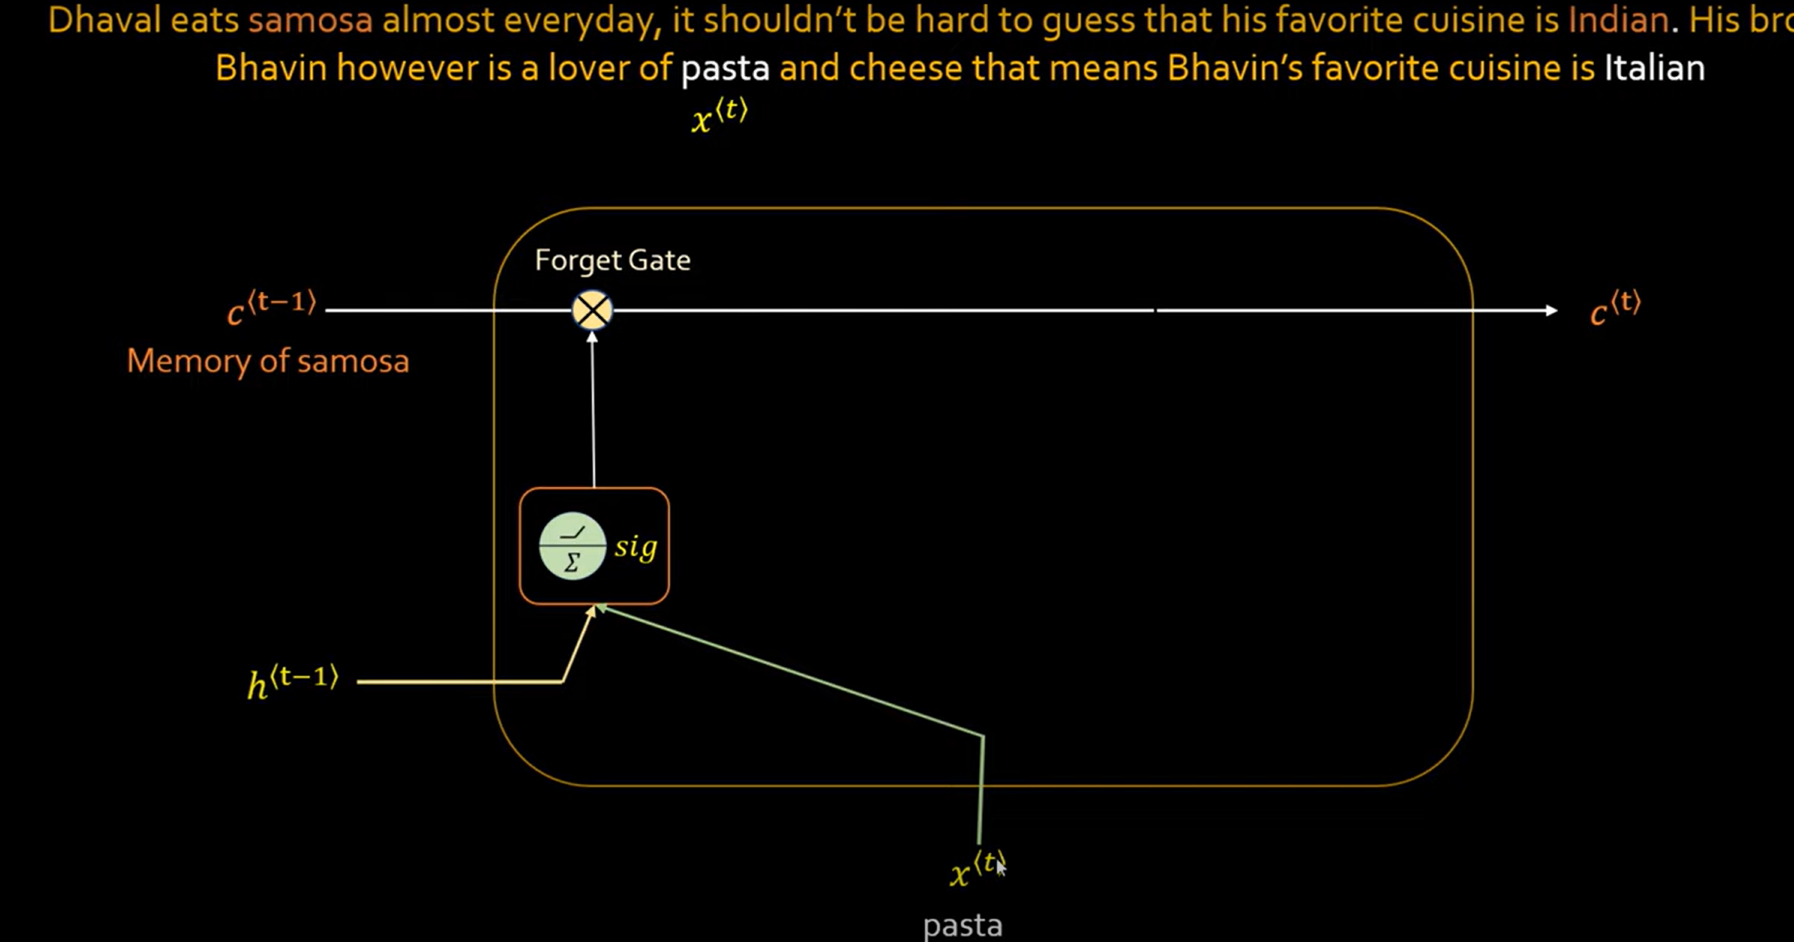 Dhaval eats samosa almost everyday, it shouldn't be hard to guess that his favorite cuisine is Indian. His bro
Bhavin however is a lover of pasta and cheese that means Bhavin's favorite cuisine is Italian
x⟨t⟩
Forget Gate
c⟨t−1⟩
c⟨t⟩
Memory of samosa
Σ
sig
h⟨t−1⟩
x⟨t⟩
pasta